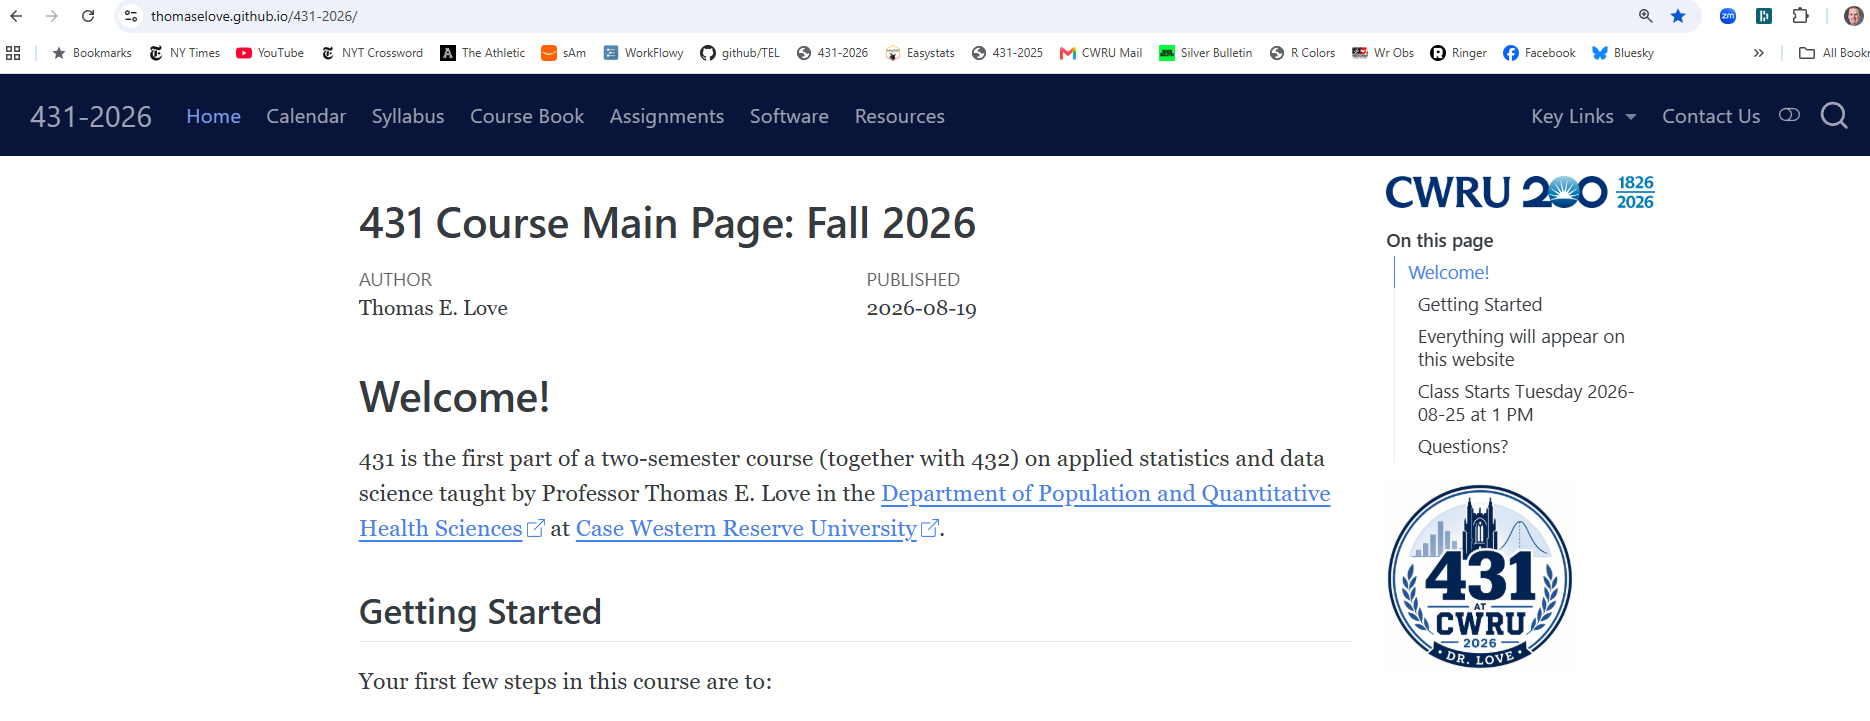 thomaselove.github.io/431-2026/
zm
Bookmarks NY Times YouTube NYT Crossword A The Athletic sAm WorkFlowy github/TEL 431-2026 Easystats 431-2025 CWRU Mail Silver Bulletin R Colors Wr Obs Ringer Facebook Bluesky » All Bookr
431-2026 Home Calendar Syllabus Course Book Assignments Software Resources Key Links Contact Us
CWRU 200 1826 2026
431 Course Main Page: Fall 2026
AUTHOR PUBLISHED
Thomas E. Love 2026-08-19
Welcome!
431 is the first part of a two-semester course (together with 432) on applied statistics and data
science taught by Professor Thomas E. Love in the Department of Population and Quantitative
Health Sciences at Case Western Reserve University.
Getting Started
Your first few steps in this course are to:
On this page
Welcome!
Getting Started
Everything will appear on
this website
Class Starts Tuesday 2026-
08-25 at 1 PM
Questions?
431
AT
CWRU
2026
• DR. LOVE •